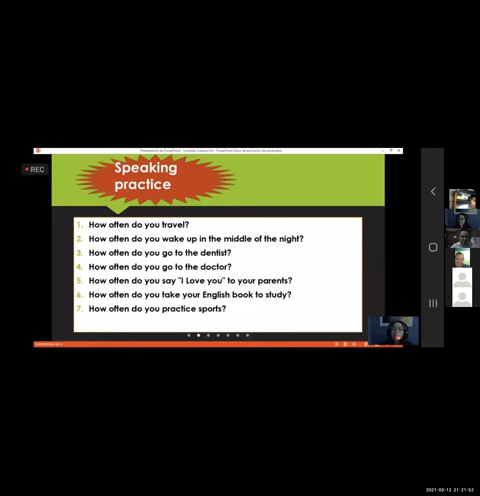 REC
Speaking
practice
1. How often do you travel?
2. How often do you wake up in the middle of the night?
3. How often do you go to the dentist?
4. How often do you go to the doctor?
5. How often do you say "I Love you" to your parents?
6. How often do you take your English book to study?
7. How often do you practice sports?
2021-03-12 21:21:52